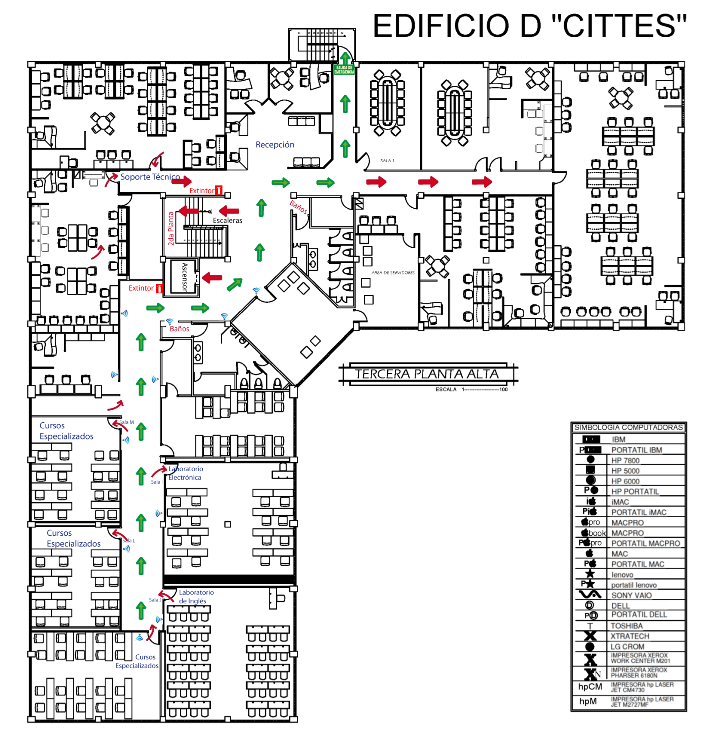 EDIFICIO D "CITTES"
SALIDA DE
EMERGENCIA
Recepción
SALA 1
Soporte Técnico
Extintor
2da Planta
Escaleras
Baños
Ascensor
AREA DE SERVIDORES
Extintor
Baños
TERCERA PLANTA ALTA
ESCALA 1 100
Cursos
Especializados
Sala M
Laboratorio
Electrónica
Sala
Cursos
Especializados
Sala L
Laboratorio
de Inglés
Sala
Cursos
Especializados
SIMBOLOGIA COMPUTADORAS
IBM
P PORTATIL IBM
HP 7800
HP 5000
HP 6000
P HP PORTATIL
iMAC
P PORTATIL iMAC
pro MACPRO
book MACPRO
P pro PORTATIL MACPRO
MAC
P PORTATIL MAC
lenovo
P portatil lenovo
SONY VAIO
D DELL
P D PORTATIL DELL
T TOSHIBA
X XTRATECH
LG CROM
X IMPRESORA XEROX
WORK CENTER M201
X IMPRESORA XEROX
PHARSER 6180N
hpCM IMPRESORA hp LASER
JET CM4730
hpM IMPRESORA hp LASER
JET M2727MF